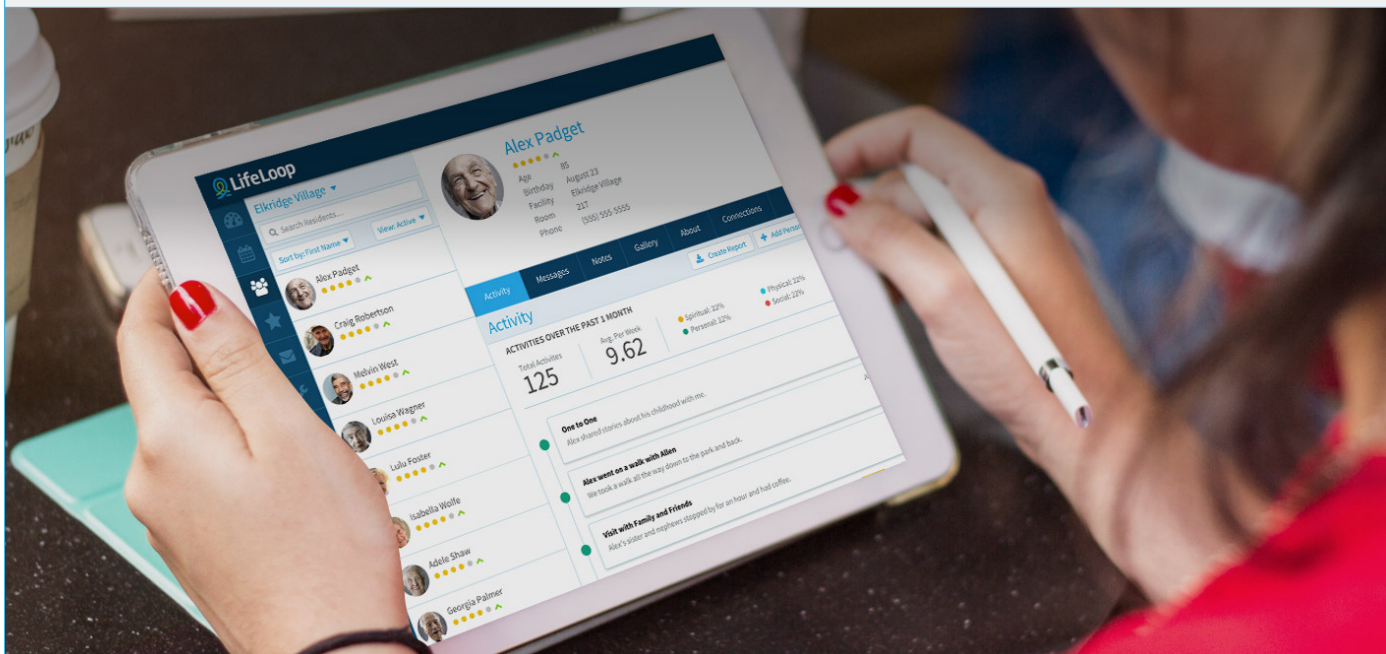 LifeLoop
Elkridge Village
Search Residents...
Sort by: First Name
View: Active
Alex Padget
Craig Robertson
Melvin West
Louisa Wagner
Lulu Foster
Isabella Wolfe
Adele Shaw
Georgia Palmer
Alex Padget
Age 85
Birthday August 23
Facility Elkridge Village
Room 217
Phone (555) 555-5555
Activity Messages Notes Gallery About Connections
Create Report Add Person
Activity
ACTIVITIES OVER THE PAST 1 MONTH
Total Activites Avg. Per Week
125 9.62
Spiritual: 22% Physical: 22%
Personal: 22% Social: 22%
One to One
Alex shared stories about his childhood with me.
Alex went on a walk with Allen
We took a walk all the way down to the park and back.
Visit with Family and Friends
Alex's sister and nephews stopped by for an hour and had coffee.